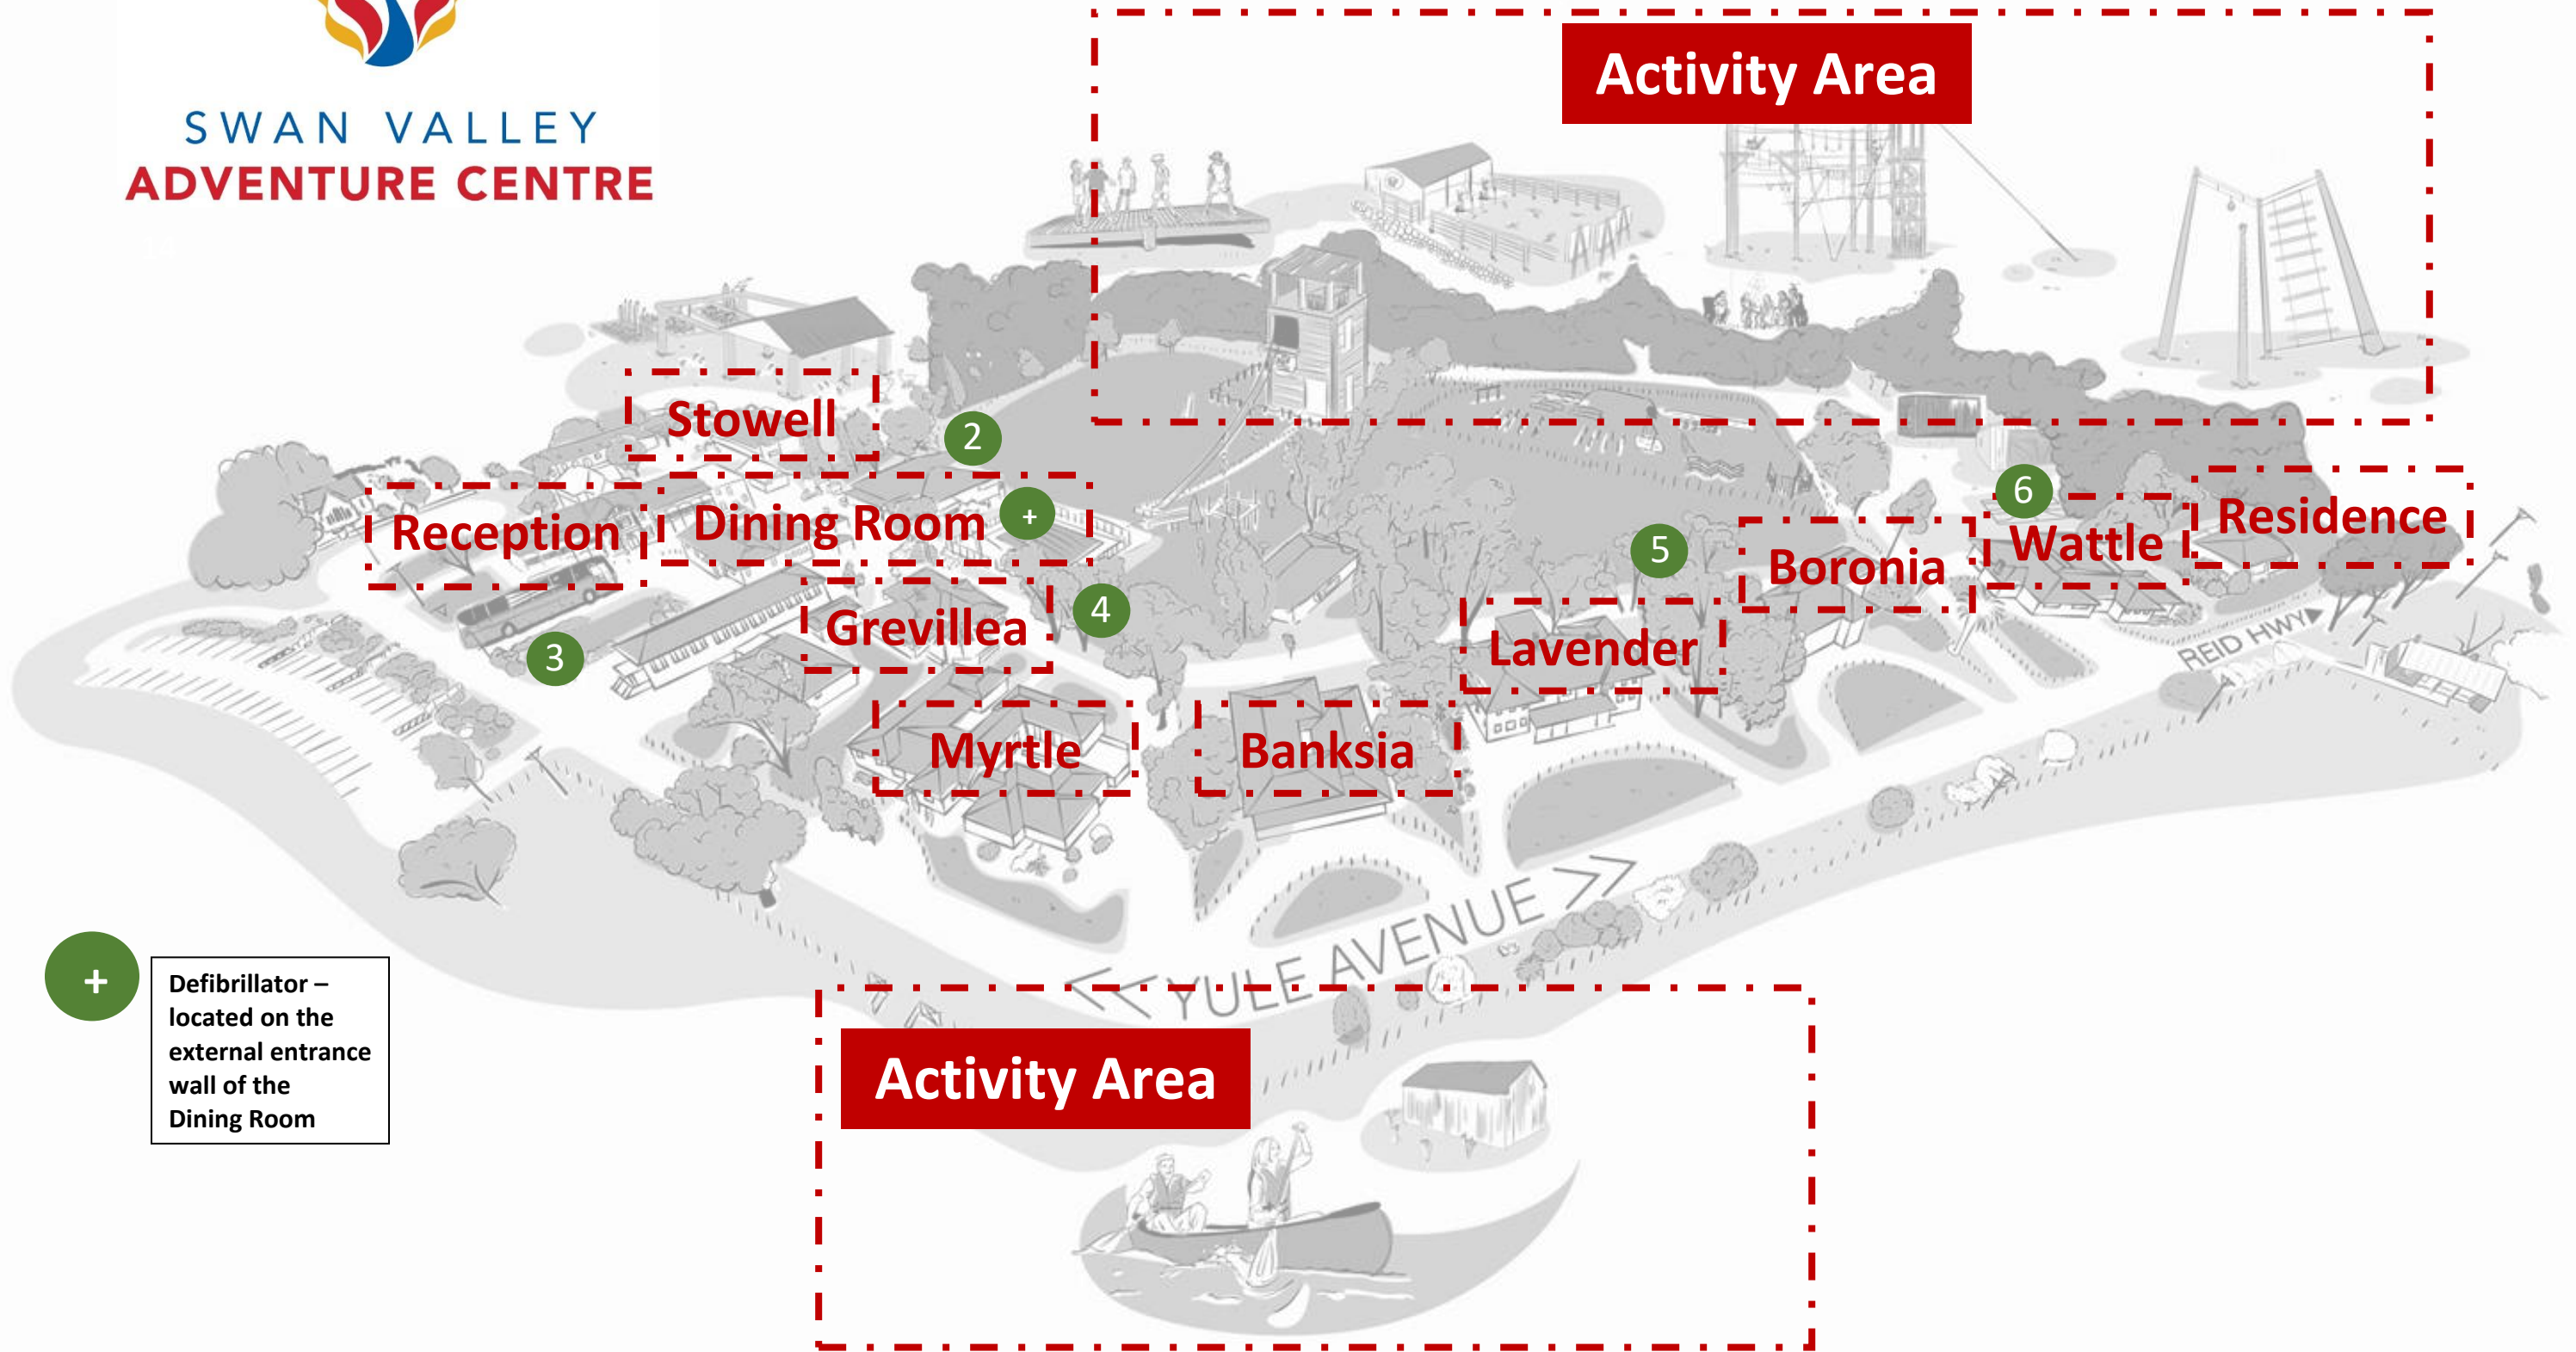 SWAN VALLEY
ADVENTURE CENTRE
Activity Area
Stowell
2
Reception
Dining Room
+
6
Wattle
Residence
5
Boronia
Grevillea
4
3
Lavender
REID HWY
Myrtle
Banksia
<< YULE AVENUE >>
+
Defibrillator –
located on the
external entrance
wall of the
Dining Room
Activity Area